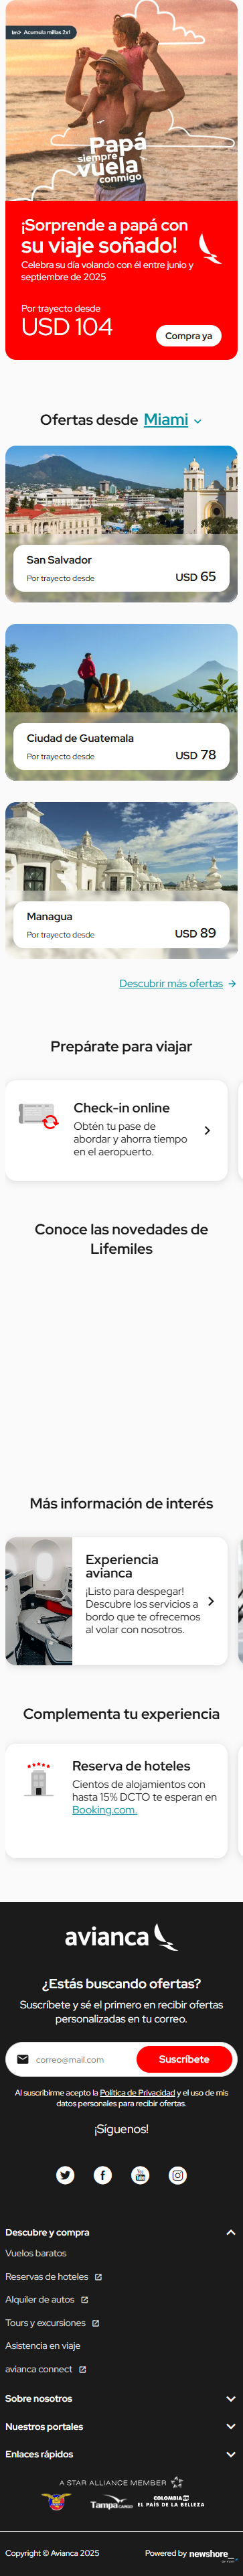 lm Acumula millas 2x1
Papá
siempre
vuela
conmigo
¡Sorprende a papá con
su viaje soñado!
Celebra su día volando con él entre junio y
septiembre de 2025
Por trayecto desde
USD 104
Compra ya
Ofertas desde Miami
San Salvador
Por trayecto desde
USD 65
Ciudad de Guatemala
Por trayecto desde
USD 78
Managua
Por trayecto desde
USD 89
Descubrir más ofertas
Prepárate para viajar
Check-in online
Obtén tu pase de
abordar y ahorra tiempo
en el aeropuerto.
Conoce las novedades de
Lifemiles
Más información de interés
Experiencia
avianca
¡Listo para despegar!
Descubre los servicios a
bordo que te ofrecemos
al volar con nosotros.
Complementa tu experiencia
Reserva de hoteles
Cientos de alojamientos con
hasta 15% DCTO te esperan en
Booking.com.
avianca
¿Estás buscando ofertas?
Suscríbete y sé el primero en recibir ofertas
personalizadas en tu correo.
correo@mail.com
Suscríbete
Al suscribirme acepto la Política de Privacidad y el uso de mis
datos personales para recibir ofertas.
¡Síguenos!
You
Tube
Descubre y compra
Vuelos baratos
Reservas de hoteles
Alquiler de autos
Tours y excursiones
Asistencia en viaje
avianca connect
Sobre nosotros
Nuestros portales
Enlaces rápidos
A STAR ALLIANCE MEMBER
Tampa CARGO
COLOMBIA
EL PAÍS DE LA BELLEZA
Copyright © Avianca 2025
Powered by newshore_